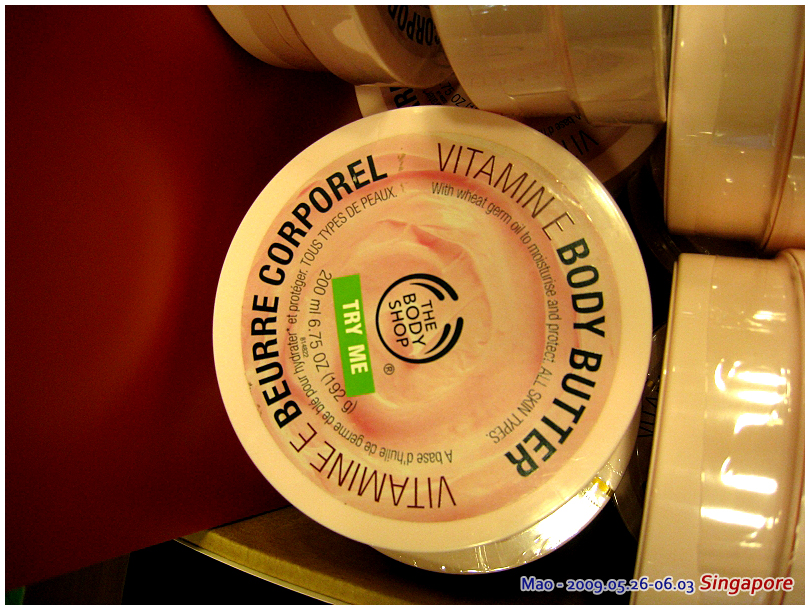 VITAMIN E BODY BUTTER
With wheat germ oil to moisturise and protect. ALL SKIN TYPES.
THE
BODY
SHOP
®
TRY ME
200 ml 6.75 OZ (192 g)
VITAMINE E BEURRE CORPOREL
A base d'huile de germe de blé pour hydrater* et protéger. TOUS TYPES DE PEAUX.
Mao - 2009.05.26-06.03 Singapore